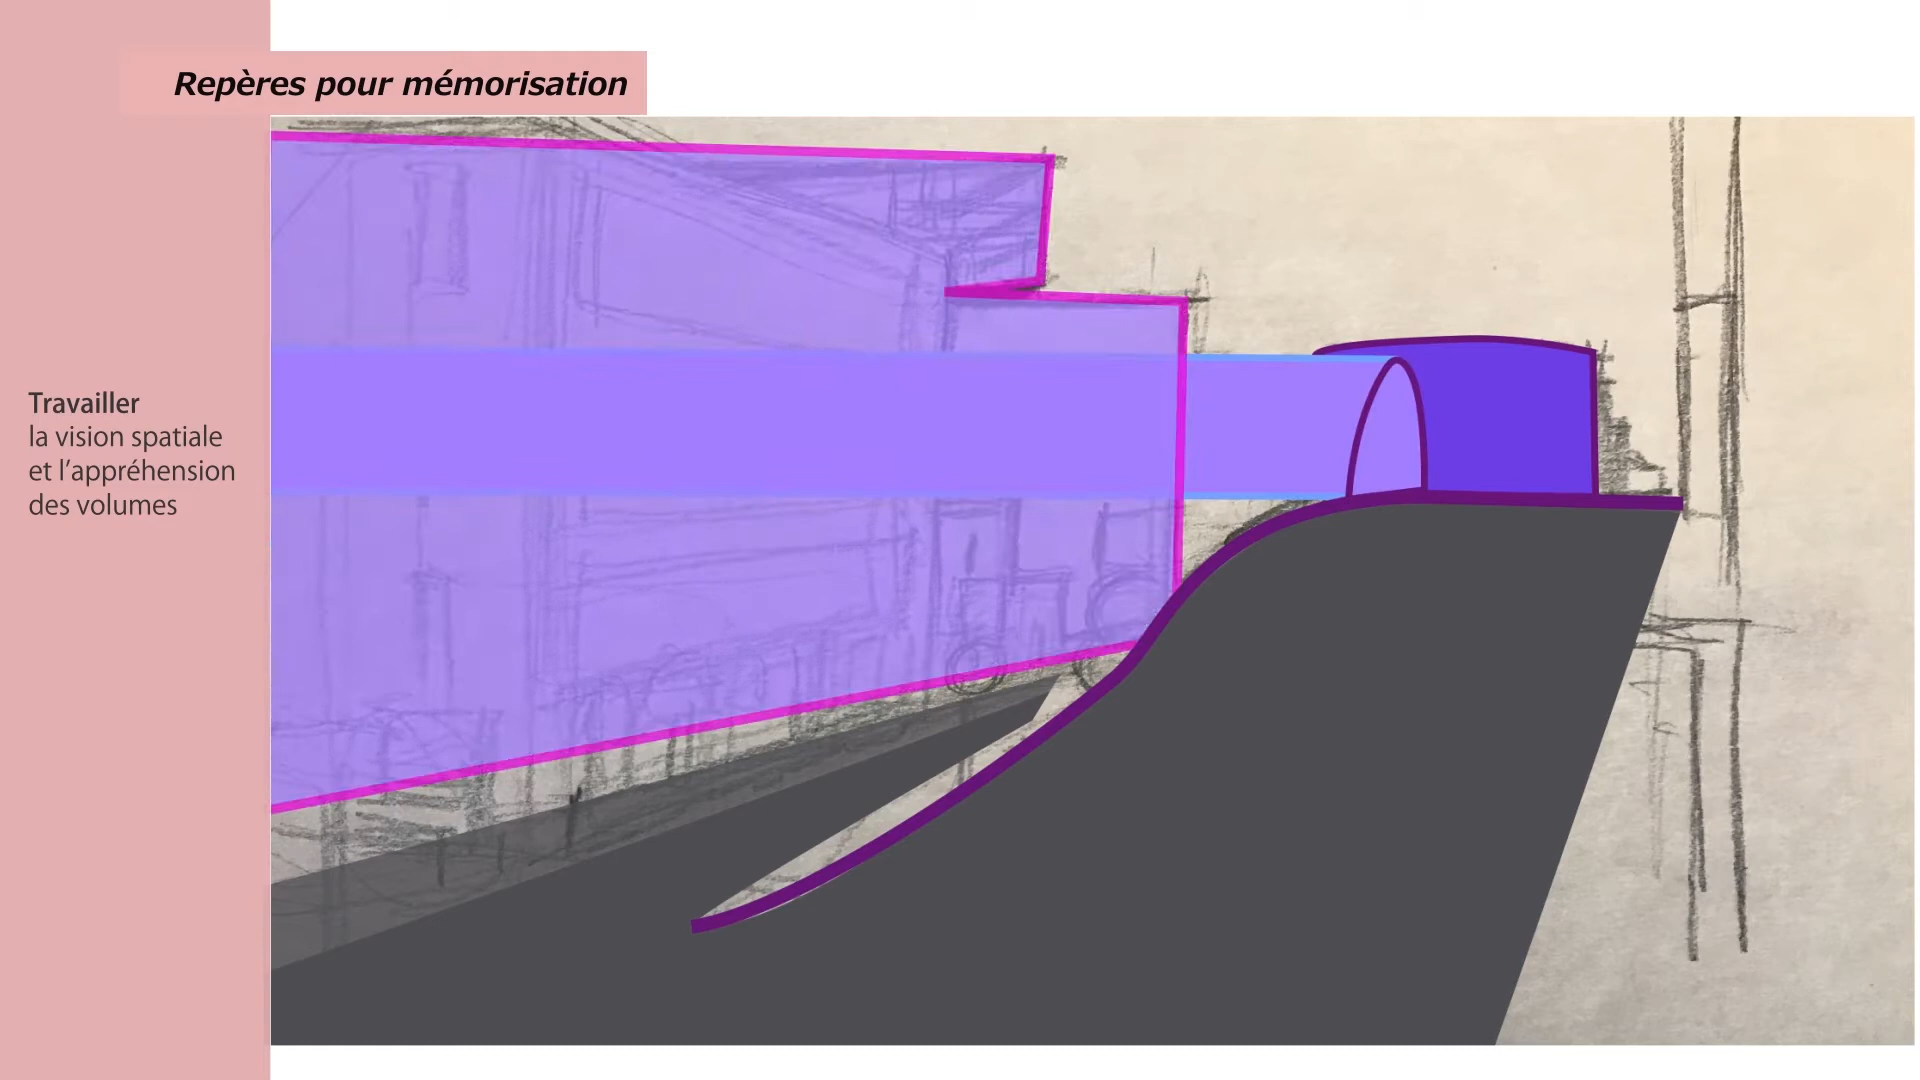 Repères pour mémorisation
Travailler
la vision spatiale
et l’appréhension
des volumes